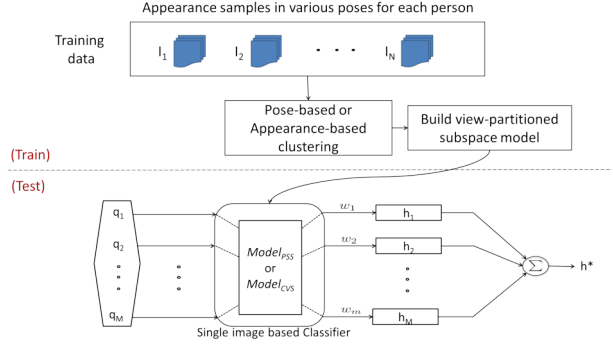 Appearance samples in various poses for each person
Training
data
I1
I2
. . .
IN
Pose-based or
Appearance-based
clustering
Build view-partitioned
subspace model
(Train)
(Test)
q1
q2
qM
ModelPSS
or
ModelCVS
Single image based Classifier
w1
w2
wm
h1
h2
hM
Σ
h*